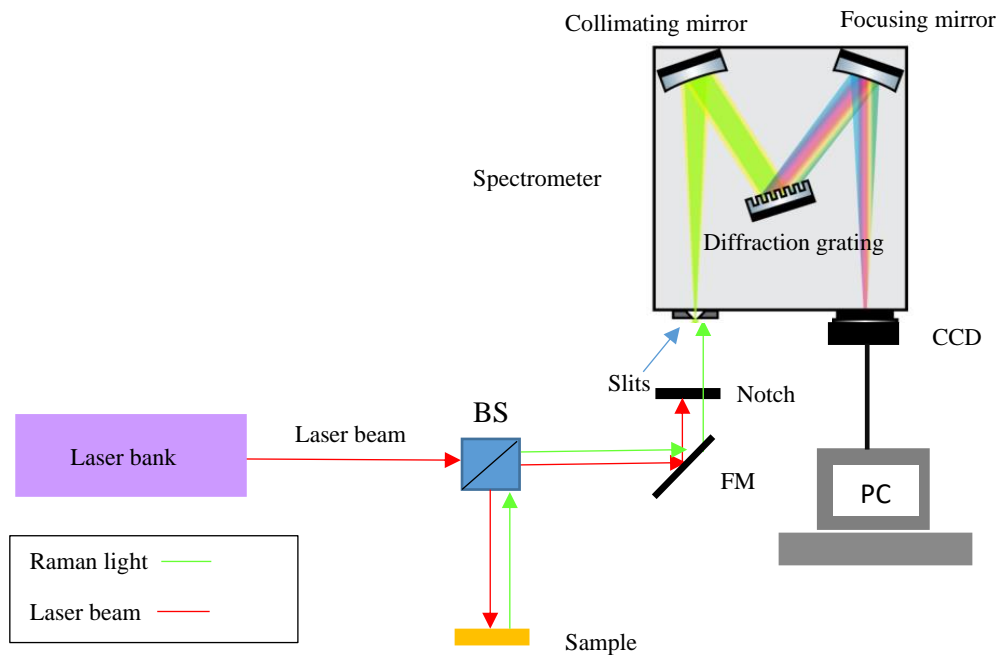 Collimating mirror
Focusing mirror
Spectrometer
Diffraction grating
CCD
Slits
Notch
BS
Laser beam
Laser bank
FM
PC
Raman light
Laser beam
Sample